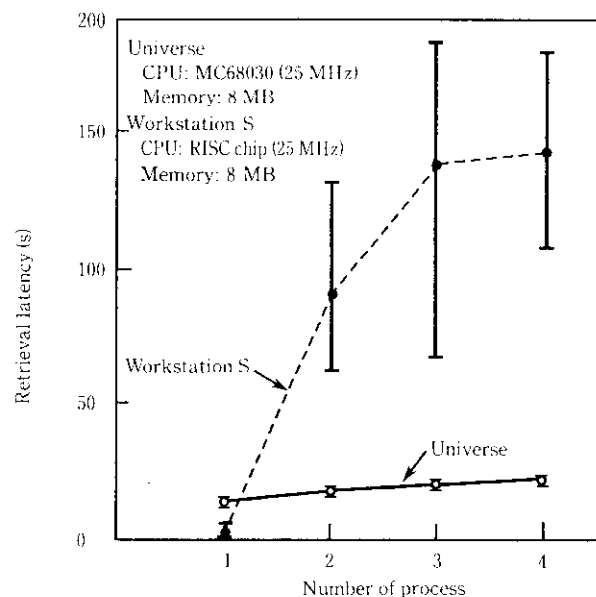 200
Universe
CPU: MC68030 (25 MHz)
Memory: 8 MB
Workstation S
CPU: RISC chip (25 MHz)
Memory: 8 MB
150
100
50
0
Retrieval latency (s)
Workstation S
Universe
1 2 3 4
Number of process